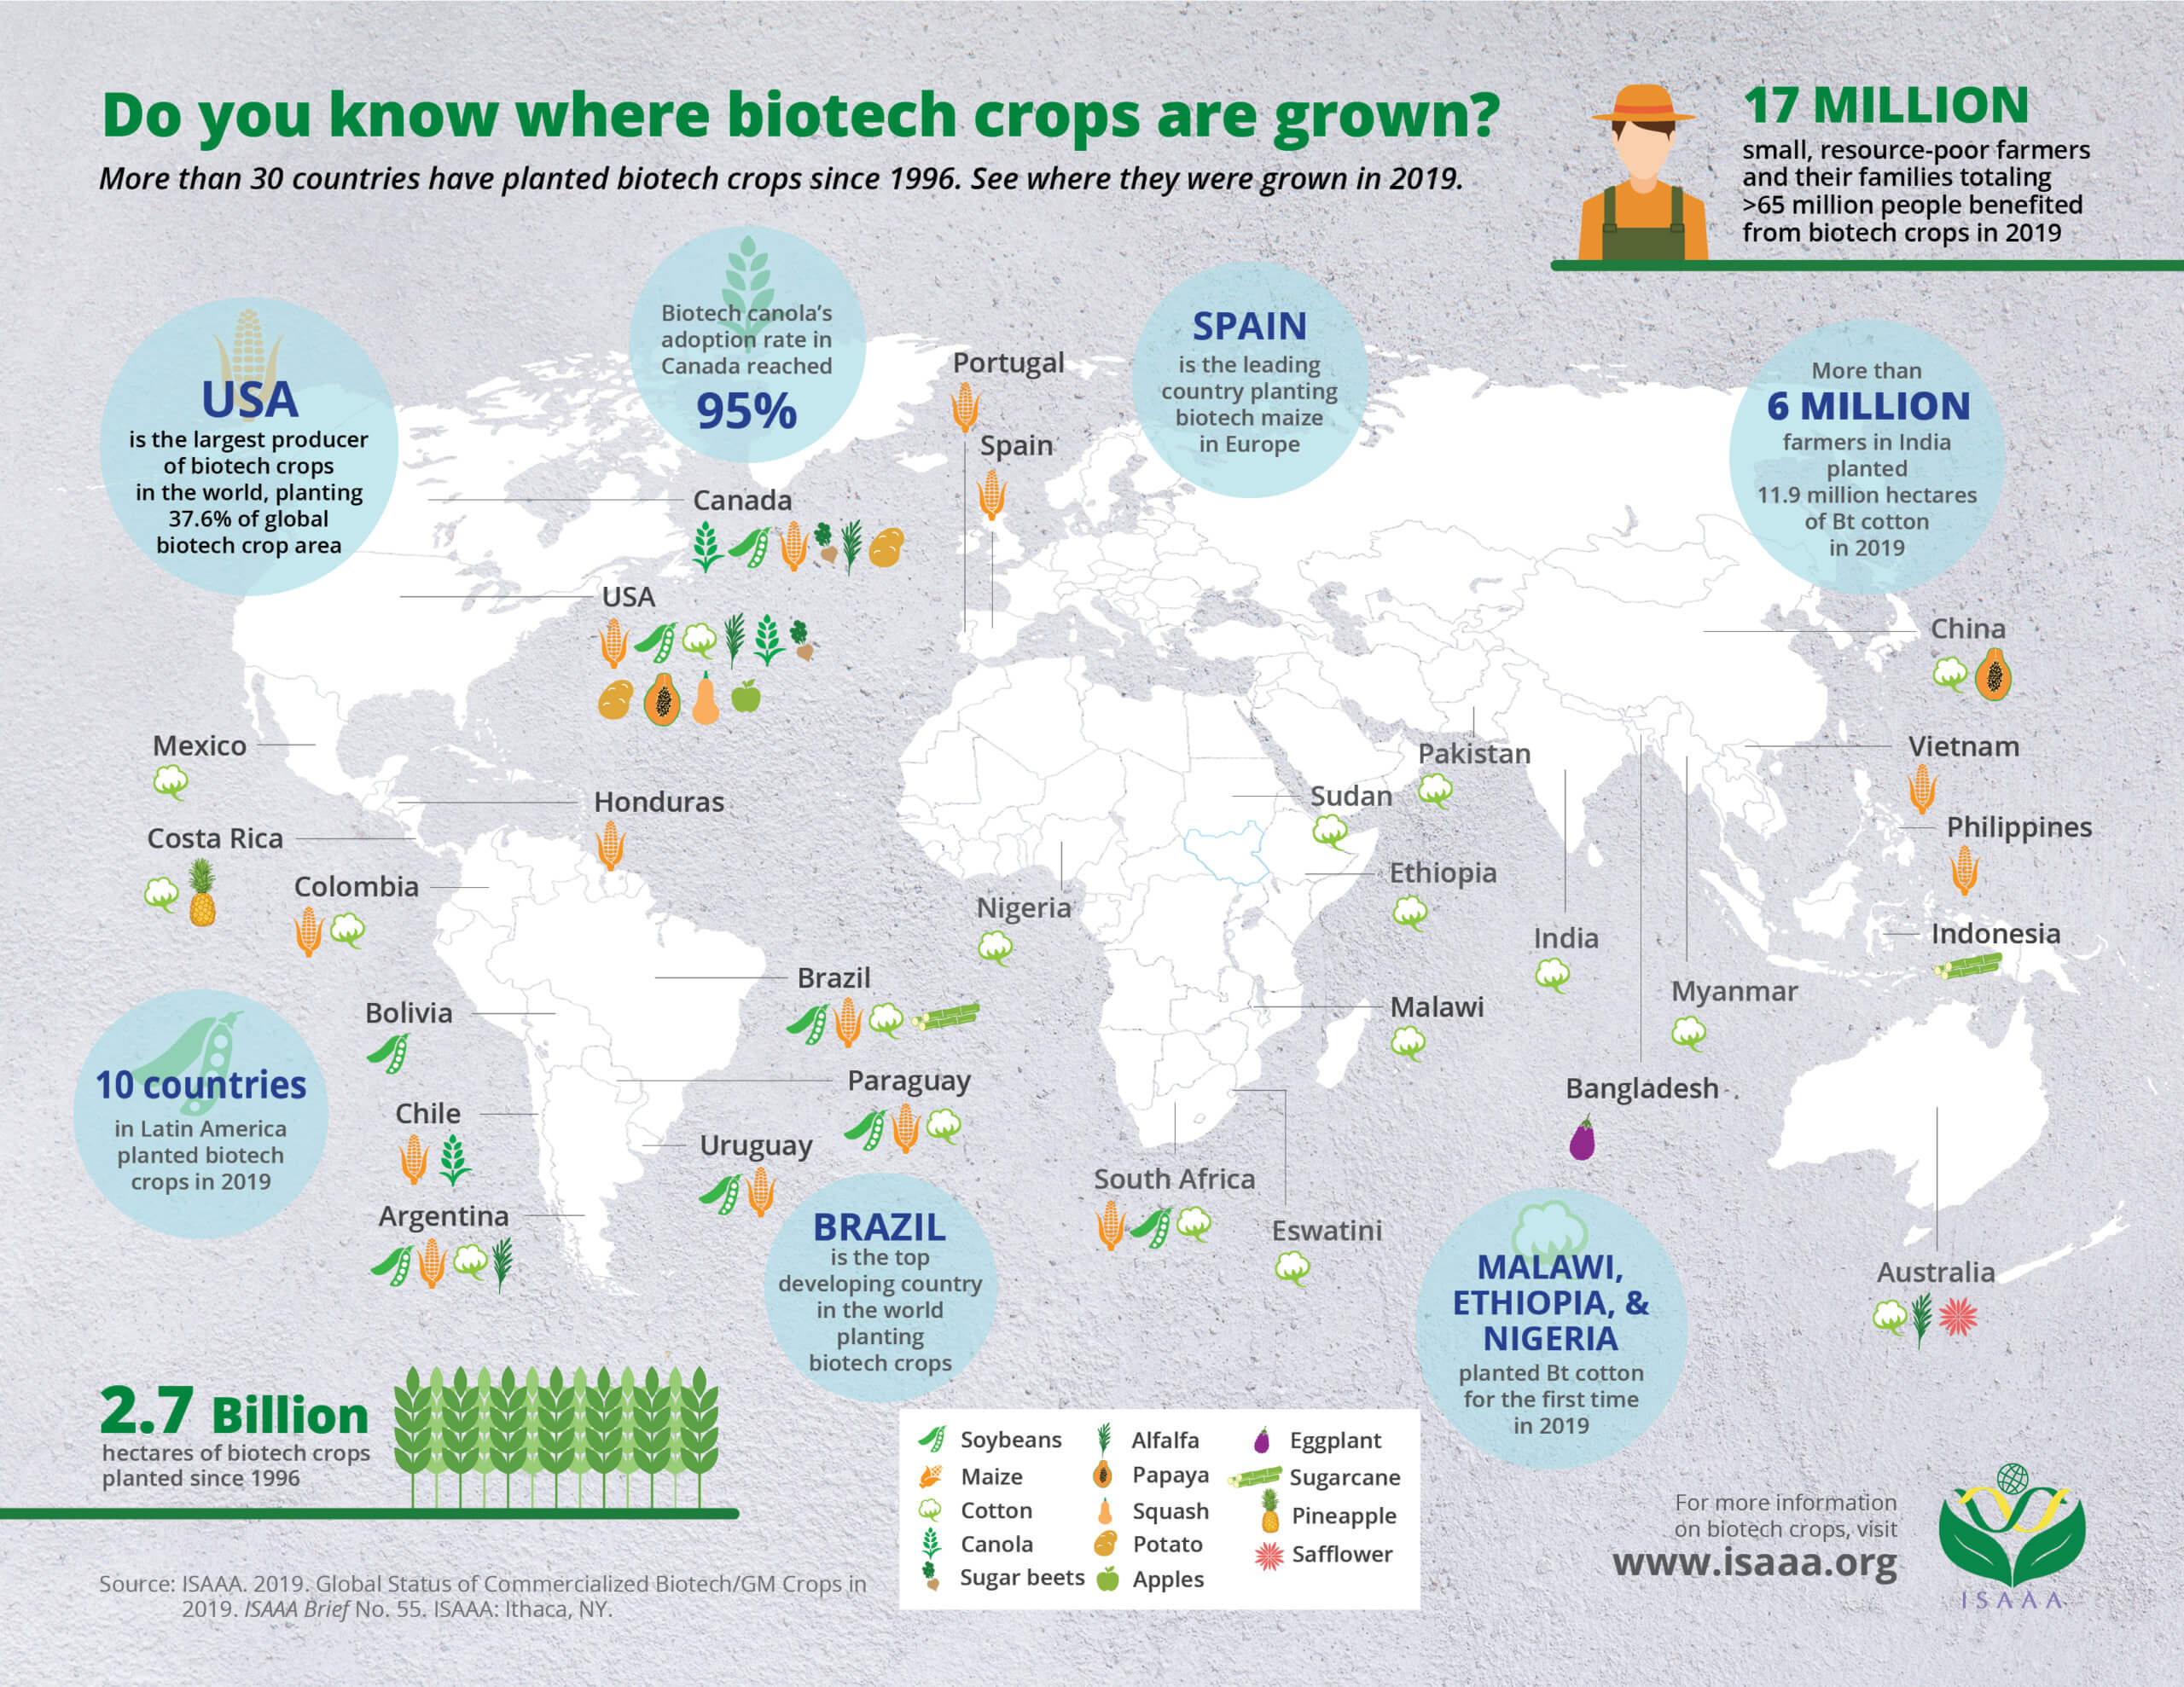 Do you know where biotech crops are grown?
More than 30 countries have planted biotech crops since 1996. See where they were grown in 2019.
17 MILLION
small, resource-poor farmers
and their families totaling
>65 million people benefited
from biotech crops in 2019
USA
is the largest producer
of biotech crops
in the world, planting
37.6% of global
biotech crop area
Biotech canola's
adoption rate in
Canada reached
95%
SPAIN
is the leading
country planting
biotech maize
in Europe
More than
6 MILLION
farmers in India
planted
11.9 million hectares
of Bt cotton
in 2019
Portugal
Spain
Canada
USA
Mexico
Honduras
Costa Rica
Colombia
Brazil
Bolivia
Paraguay
Chile
Uruguay
Argentina
Nigeria
Sudan
Ethiopia
Malawi
South Africa
Eswatini
Pakistan
India
Bangladesh
Myanmar
China
Vietnam
Philippines
Indonesia
Australia
10 countries
in Latin America
planted biotech
crops in 2019
BRAZIL
is the top
developing country
in the world
planting
biotech crops
MALAWI,
ETHIOPIA, &
NIGERIA
planted Bt cotton
for the first time
in 2019
2.7 Billion
hectares of biotech crops
planted since 1996
Soybeans
Maize
Cotton
Canola
Sugar beets
Alfalfa
Papaya
Squash
Potato
Apples
Eggplant
Sugarcane
Pineapple
Safflower
For more information
on biotech crops, visit
www.isaaa.org
ISAAA
Source: ISAAA. 2019. Global Status of Commercialized Biotech/GM Crops in
2019. ISAAA Brief No. 55. ISAAA: Ithaca, NY.